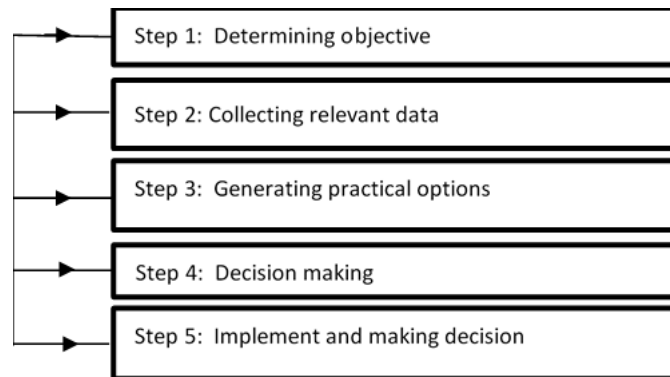 Step 1: Determining objective
Step 2: Collecting relevant data
Step 3: Generating practical options
Step 4: Decision making
Step 5: Implement and making decision